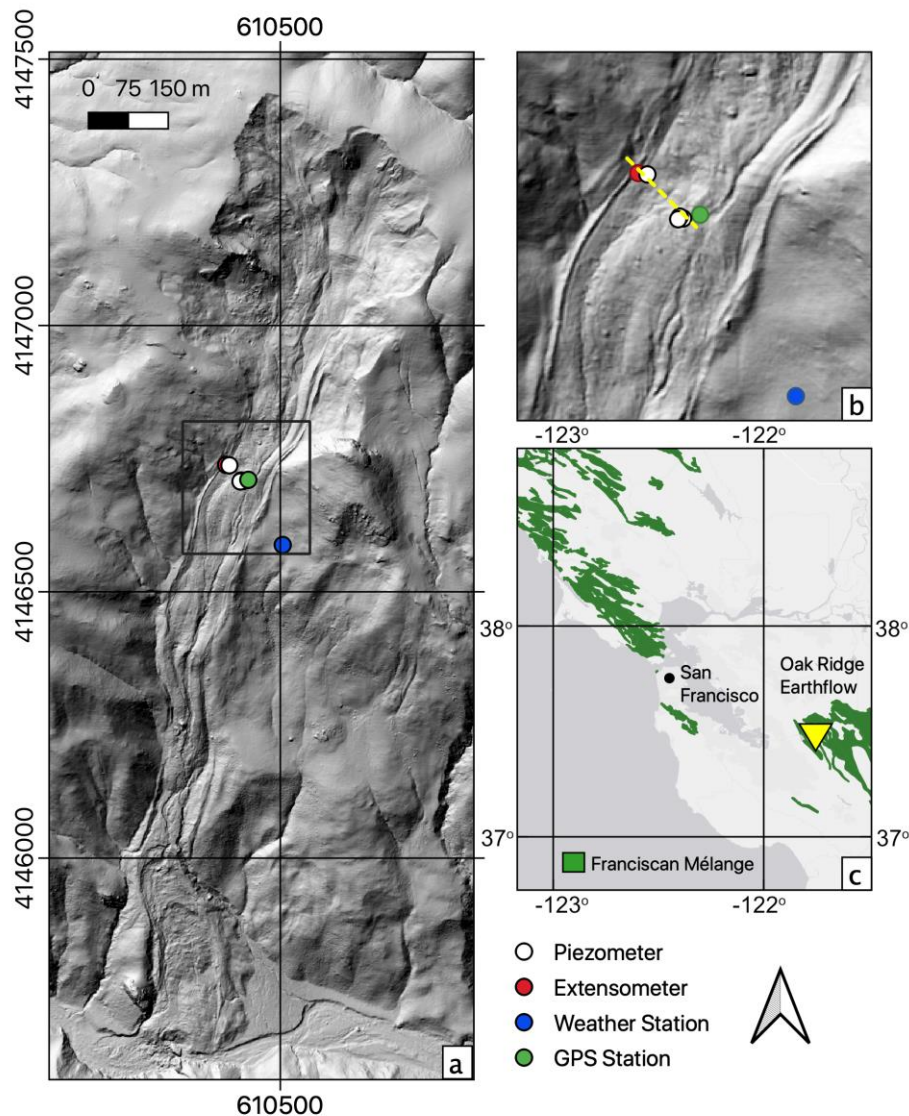 610500
4147500
4147000
4146500
4146000
0 75 150 m
a
610500
b
-123° -122°
38°
38°
37°
37°
San
Francisco
Oak Ridge
Earthflow
Franciscan Mélange
c
-123° -122°
Piezometer
Extensometer
Weather Station
GPS Station